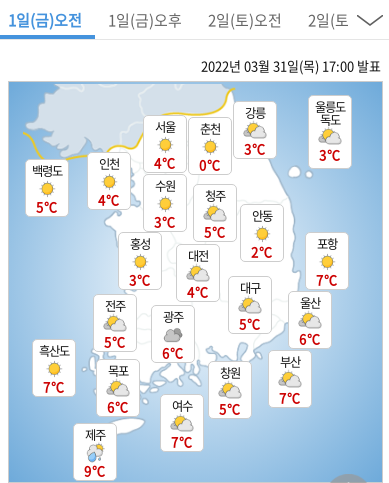 1일(금)오전 1일(금)오후 2일(토)오전 2일(토
2022년 03월 31일(목) 17:00 발표
울릉도
독도
3℃
강릉
3℃
서울
4℃
춘천
0℃
백령도
5℃
인천
4℃
수원
3℃
청주
5℃
안동
2℃
홍성
3℃
대전
4℃
포항
7℃
대구
5℃
울산
6℃
전주
5℃
광주
6℃
흑산도
7℃
목포
6℃
창원
5℃
부산
7℃
여수
7℃
제주
9℃